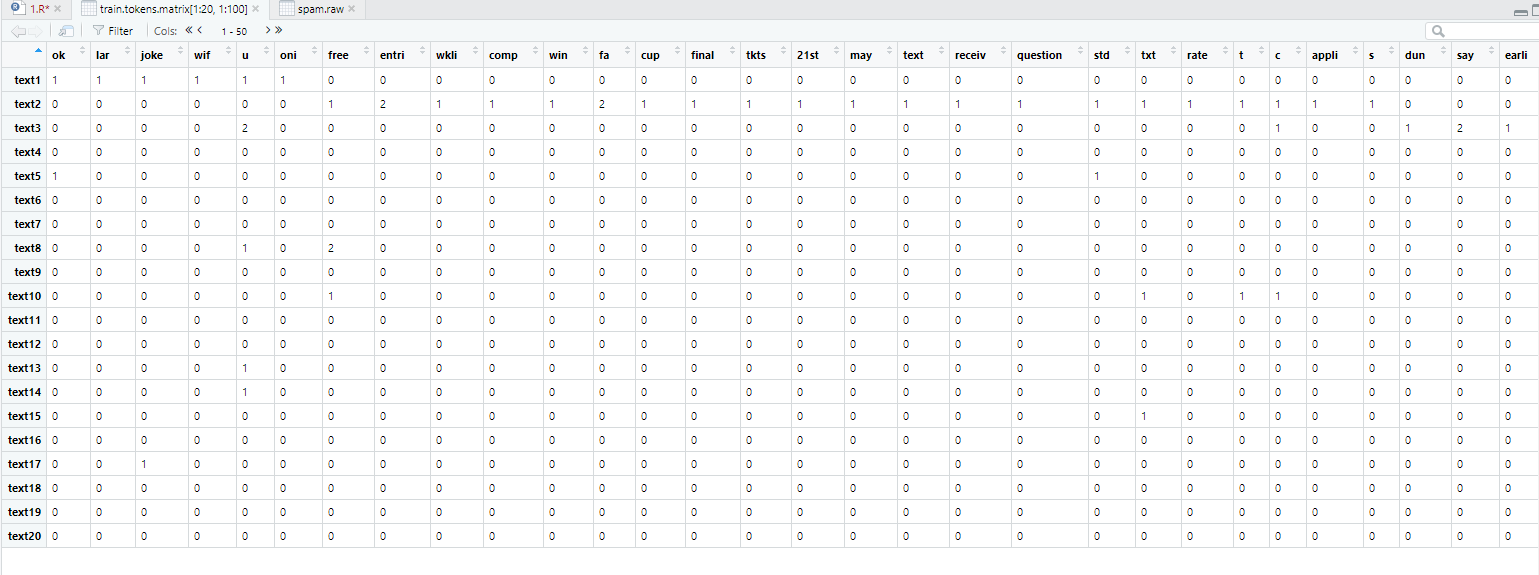 1.R* train.tokens.matrix[1:20, 1:100] spam.raw
Filter Cols: « < 1 - 50 > »
ok lar joke wif u oni free entri wkli comp win fa cup final tkts 21st may text receiv question std txt rate t c appli s dun say earli
text1 1 1 1 1 1 1 0 0 0 0 0 0 0 0 0 0 0 0 0 0 0 0 0 0 0 0 0 0 0 0
text2 0 0 0 0 0 0 1 2 1 1 1 2 1 1 1 1 1 1 1 1 1 1 1 1 1 1 1 0 0 0
text3 0 0 0 0 2 0 0 0 0 0 0 0 0 0 0 0 0 0 0 0 0 0 0 0 1 0 0 1 2 1
text4 0 0 0 0 0 0 0 0 0 0 0 0 0 0 0 0 0 0 0 0 0 0 0 0 0 0 0 0 0 0
text5 1 0 0 0 0 0 0 0 0 0 0 0 0 0 0 0 0 0 0 0 1 0 0 0 0 0 0 0 0 0
text6 0 0 0 0 0 0 0 0 0 0 0 0 0 0 0 0 0 0 0 0 0 0 0 0 0 0 0 0 0 0
text7 0 0 0 0 0 0 0 0 0 0 0 0 0 0 0 0 0 0 0 0 0 0 0 0 0 0 0 0 0 0
text8 0 0 0 0 1 0 2 0 0 0 0 0 0 0 0 0 0 0 0 0 0 0 0 0 0 0 0 0 0 0
text9 0 0 0 0 0 0 0 0 0 0 0 0 0 0 0 0 0 0 0 0 0 0 0 0 0 0 0 0 0 0
text10 0 0 0 0 0 0 1 0 0 0 0 0 0 0 0 0 0 0 0 0 0 1 0 1 1 0 0 0 0 0
text11 0 0 0 0 0 0 0 0 0 0 0 0 0 0 0 0 0 0 0 0 0 0 0 0 0 0 0 0 0 0
text12 0 0 0 0 0 0 0 0 0 0 0 0 0 0 0 0 0 0 0 0 0 0 0 0 0 0 0 0 0 0
text13 0 0 0 0 1 0 0 0 0 0 0 0 0 0 0 0 0 0 0 0 0 0 0 0 0 0 0 0 0 0
text14 0 0 0 0 1 0 0 0 0 0 0 0 0 0 0 0 0 0 0 0 0 0 0 0 0 0 0 0 0 0
text15 0 0 0 0 0 0 0 0 0 0 0 0 0 0 0 0 0 0 0 0 0 1 0 0 0 0 0 0 0 0
text16 0 0 0 0 0 0 0 0 0 0 0 0 0 0 0 0 0 0 0 0 0 0 0 0 0 0 0 0 0 0
text17 0 0 1 0 0 0 0 0 0 0 0 0 0 0 0 0 0 0 0 0 0 0 0 0 0 0 0 0 0 0
text18 0 0 0 0 0 0 0 0 0 0 0 0 0 0 0 0 0 0 0 0 0 0 0 0 0 0 0 0 0 0
text19 0 0 0 0 0 0 0 0 0 0 0 0 0 0 0 0 0 0 0 0 0 0 0 0 0 0 0 0 0 0
text20 0 0 0 0 0 0 0 0 0 0 0 0 0 0 0 0 0 0 0 0 0 0 0 0 0 0 0 0 0 0